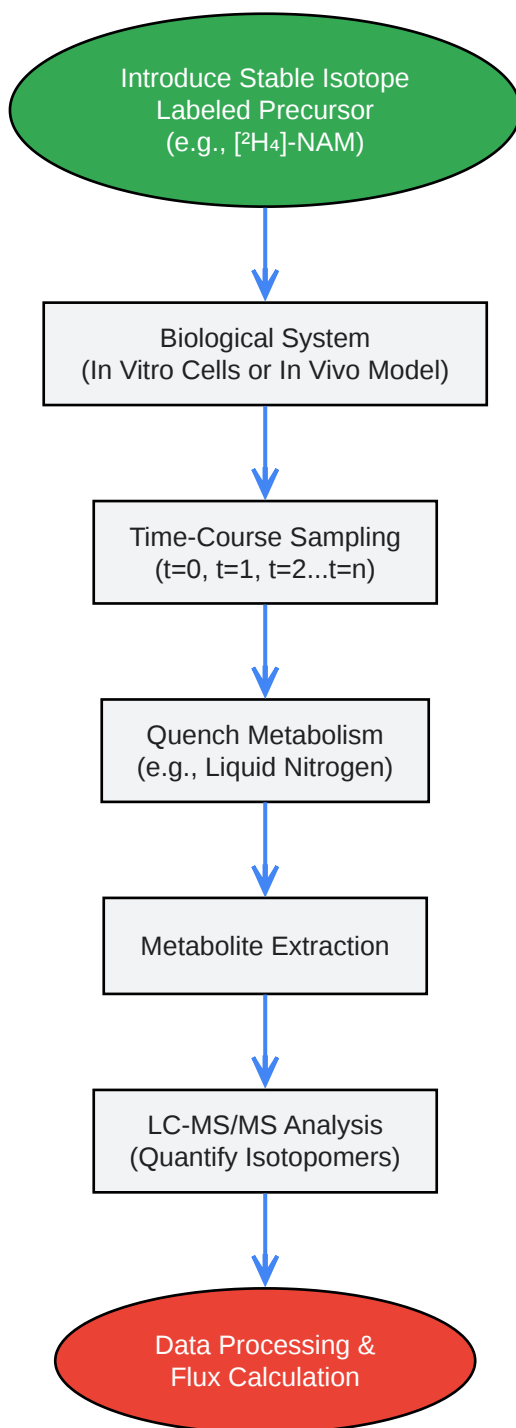 Introduce Stable Isotope
Labeled Precursor
(e.g., [²H₄]-NAM)
Biological System
(In Vitro Cells or In Vivo Model)
Time-Course Sampling
(t=0, t=1, t=2...t=n)
Quench Metabolism
(e.g., Liquid Nitrogen)
Metabolite Extraction
LC-MS/MS Analysis
(Quantify Isotopomers)
Data Processing &
Flux Calculation